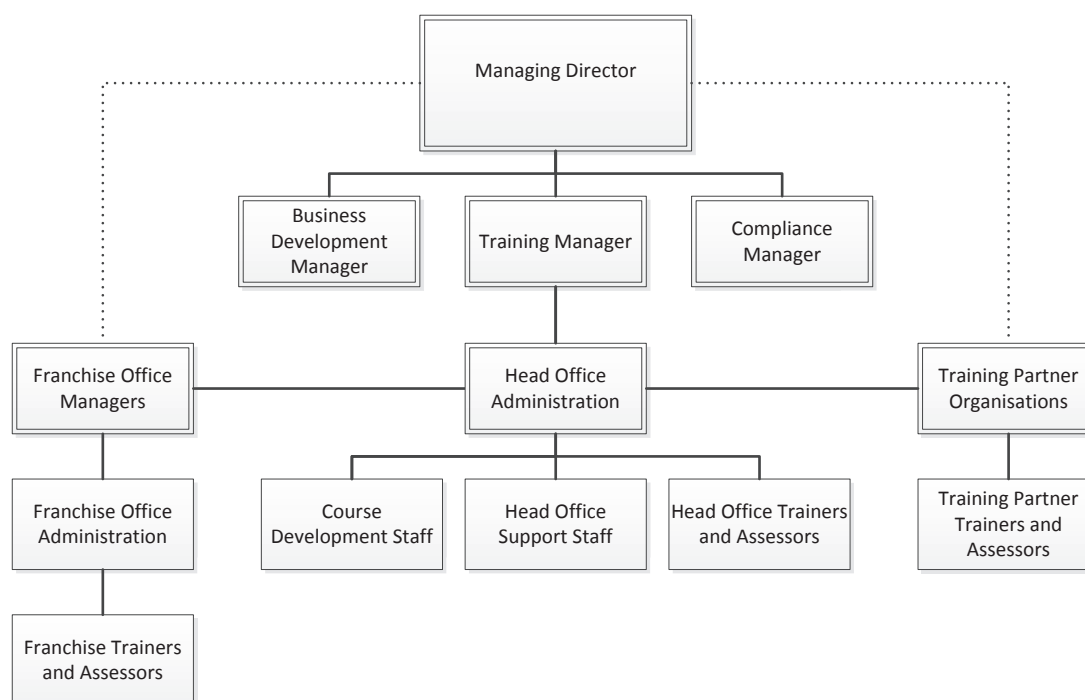 Managing Director
Business
Development
Manager
Training Manager
Compliance
Manager
Franchise Office
Managers
Head Office
Administration
Training Partner
Organisations
Franchise Office
Administration
Course
Development Staff
Head Office
Support Staff
Head Office Trainers
and Assessors
Training Partner
Trainers and
Assessors
Franchise Trainers
and Assessors